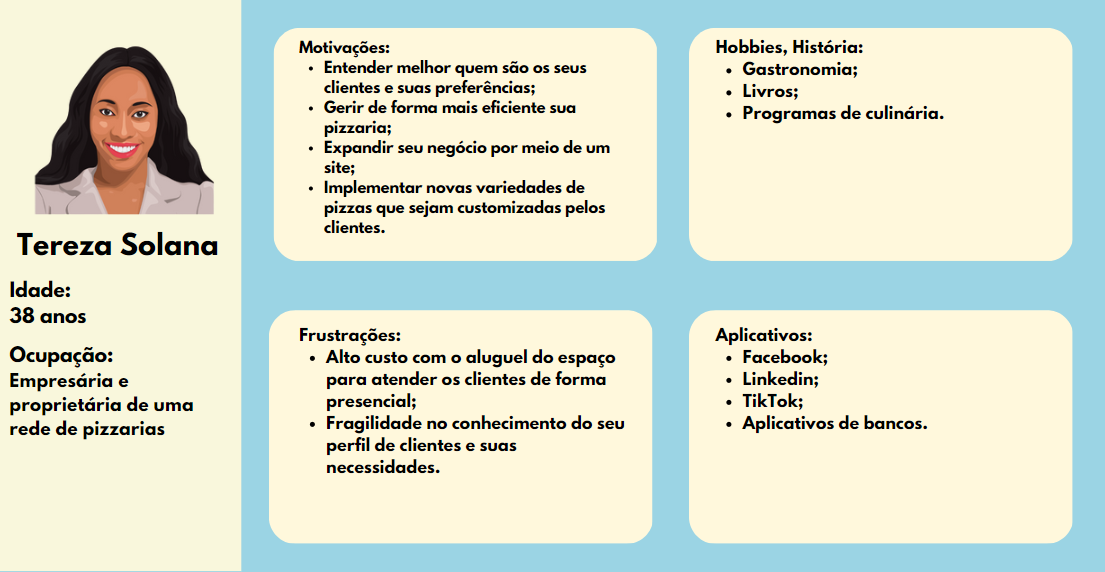 Tereza Solana
Idade:
38 anos
Ocupação:
Empresária e
proprietária de uma
rede de pizzarias
Motivações:
• Entender melhor quem são os seus
clientes e suas preferências;
• Gerir de forma mais eficiente sua
pizzaria;
• Expandir seu negócio por meio de um
site;
• Implementar novas variedades de
pizzas que sejam customizadas pelos
clientes.
Hobbies, História:
• Gastronomia;
• Livros;
• Programas de culinária.
Frustrações:
• Alto custo com o aluguel do espaço
para atender os clientes de forma
presencial;
• Fragilidade no conhecimento do seu
perfil de clientes e suas
necessidades.
Aplicativos:
• Facebook;
• Linkedin;
• TikTok;
• Aplicativos de bancos.